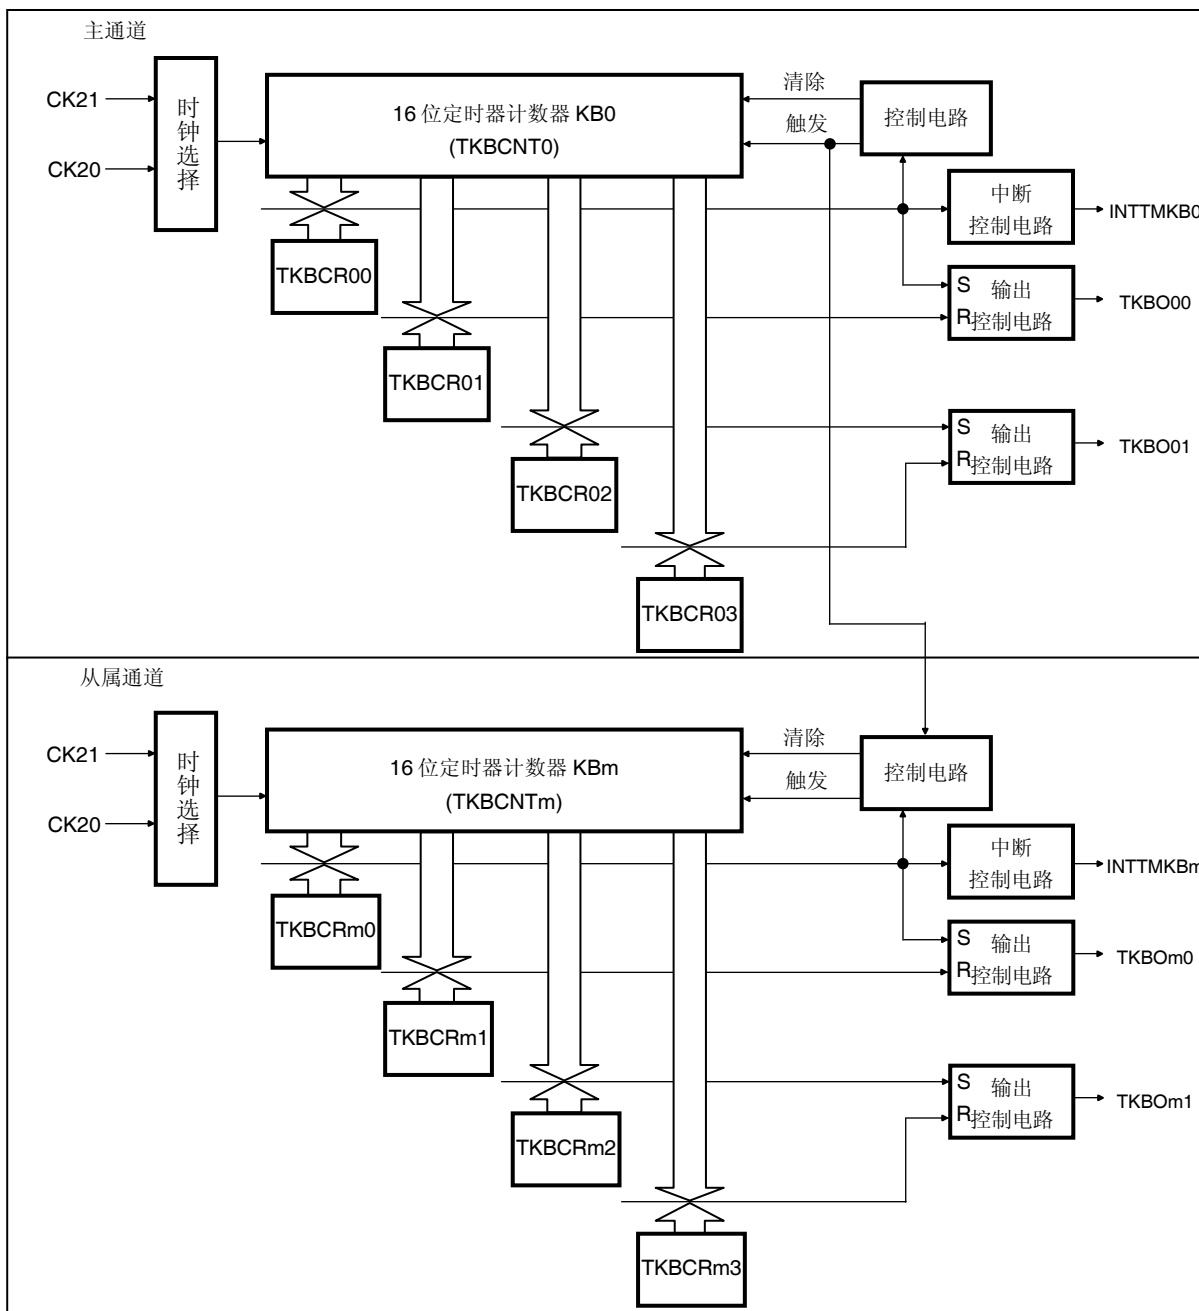 主通道
CK21
CK20
时钟选择
16 位定时器计数器 KB0
(TKBCNT0)
清除
触发
控制电路
中断
控制电路
INTTMKB0
TKBCR00
S 输出
R控制电路
TKBO00
TKBCR01
S 输出
R控制电路
TKBO01
TKBCR02
TKBCR03
从属通道
CK21
CK20
时钟选择
16 位定时器计数器 KBm
(TKBCNTm)
清除
触发
控制电路
中断
控制电路
INTTMKBm
TKBCRm0
S 输出
R控制电路
TKBOm0
TKBCRm1
S 输出
R控制电路
TKBOm1
TKBCRm2
TKBCRm3